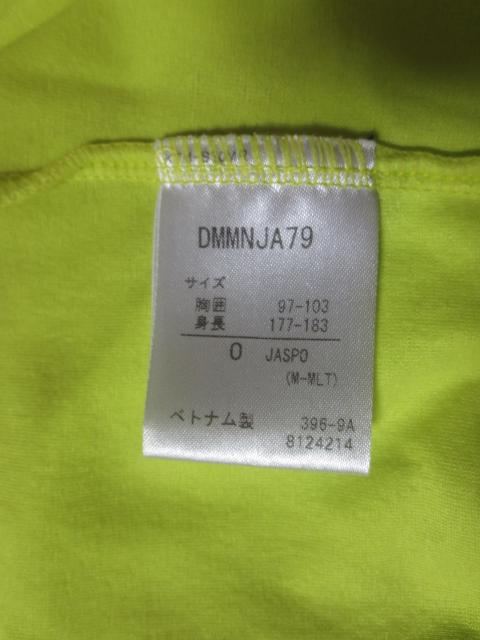 DMMNJA79
サイズ
胸囲 97-103
身長 177-183
O JASPO
(M-MLT)
ベトナム製 396-9A
8124214